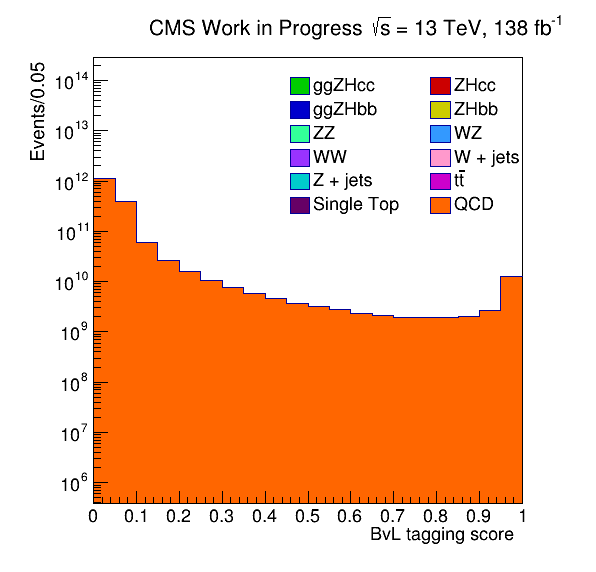 CMS Work in Progress √s = 13 TeV, 138 fb⁻¹
Events/0.05
10¹⁴
10¹³
10¹²
10¹¹
10¹⁰
10⁹
10⁸
10⁷
10⁶
ggZHcc ZHcc
ggZHbb ZHbb
ZZ WZ
WW W + jets
Z + jets tt̄
Single Top QCD
0 0.1 0.2 0.3 0.4 0.5 0.6 0.7 0.8 0.9 1
BvL tagging score